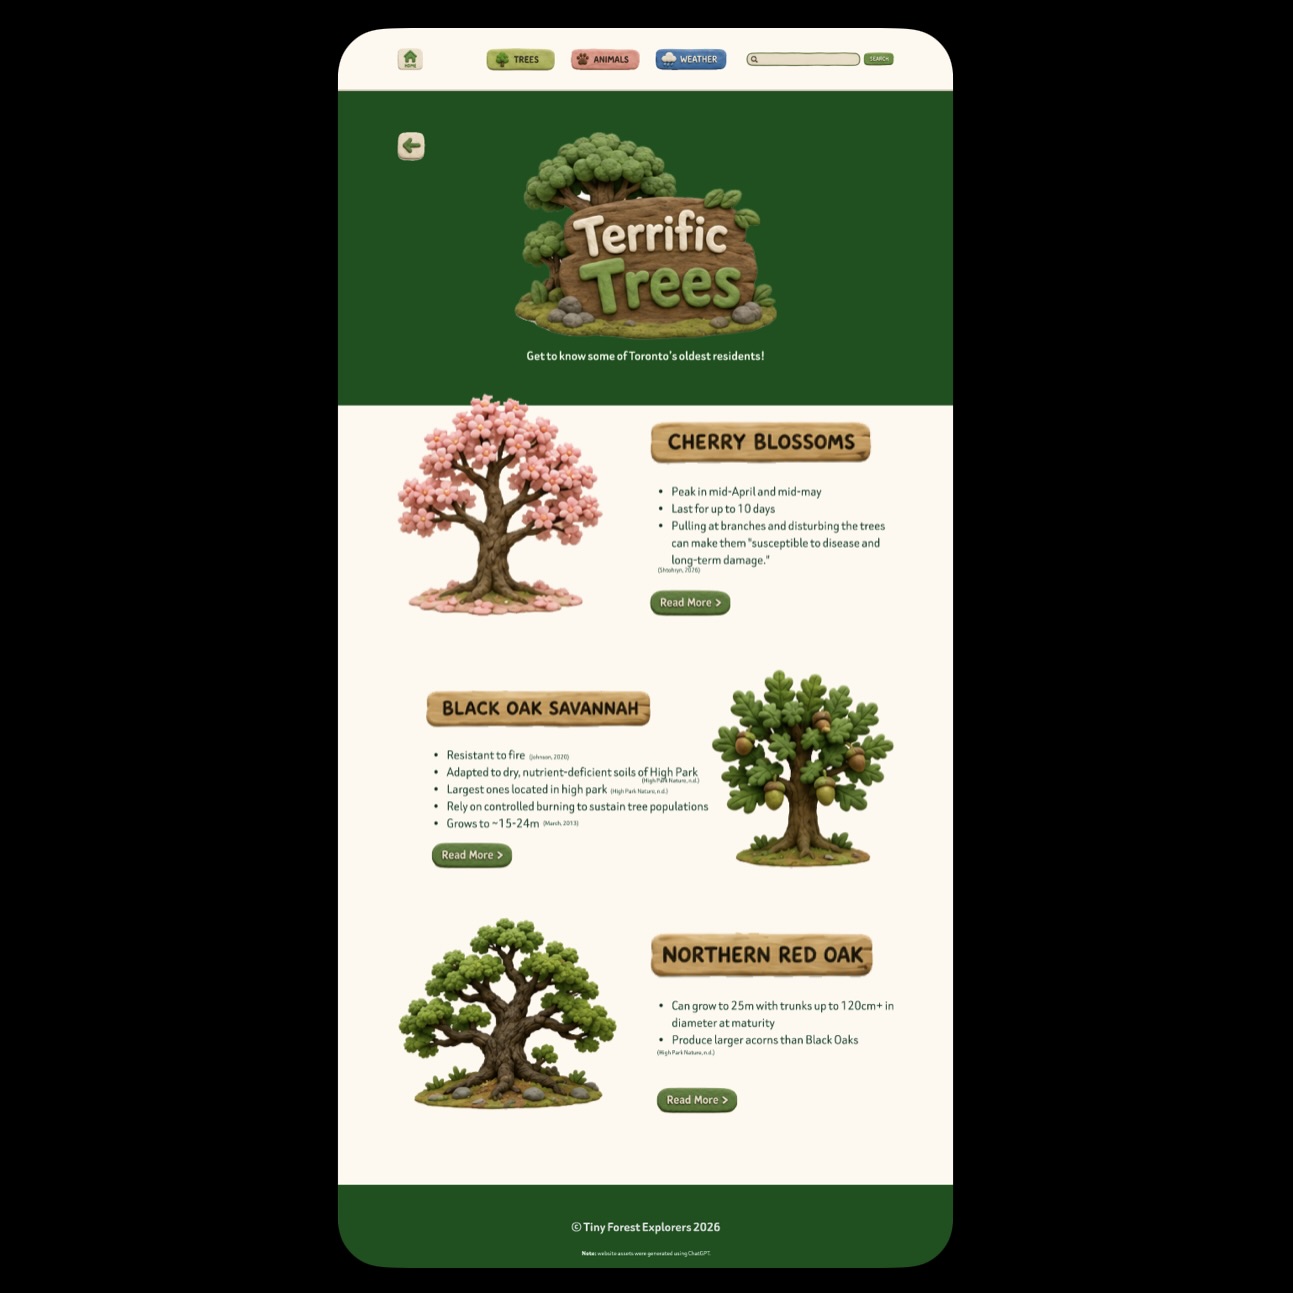 HOME
TREES
ANIMALS
WEATHER
SEARCH
Terrific
Trees
Get to know some of Toronto's oldest residents!
CHERRY BLOSSOMS
• Peak in mid-April and mid-may
• Last for up to 10 days
• Pulling at branches and disturbing the trees
can make them "susceptible to disease and
long-term damage."
(Shtohryn, 2026)
Read More >
BLACK OAK SAVANNAH
• Resistant to fire (Johnson, 2020)
• Adapted to dry, nutrient-deficient soils of High Park
(High Park Nature, n.d.)
• Largest ones located in high park (High Park Nature, n.d.)
• Rely on controlled burning to sustain tree populations
• Grows to ~15-24m (March, 2013)
Read More >
NORTHERN RED OAK
• Can grow to 25m with trunks up to 120cm+ in
diameter at maturity
• Produce larger acorns than Black Oaks
(High Park Nature, n.d.)
Read More >
© Tiny Forest Explorers 2026
Note: website assets were generated using ChatGPT.